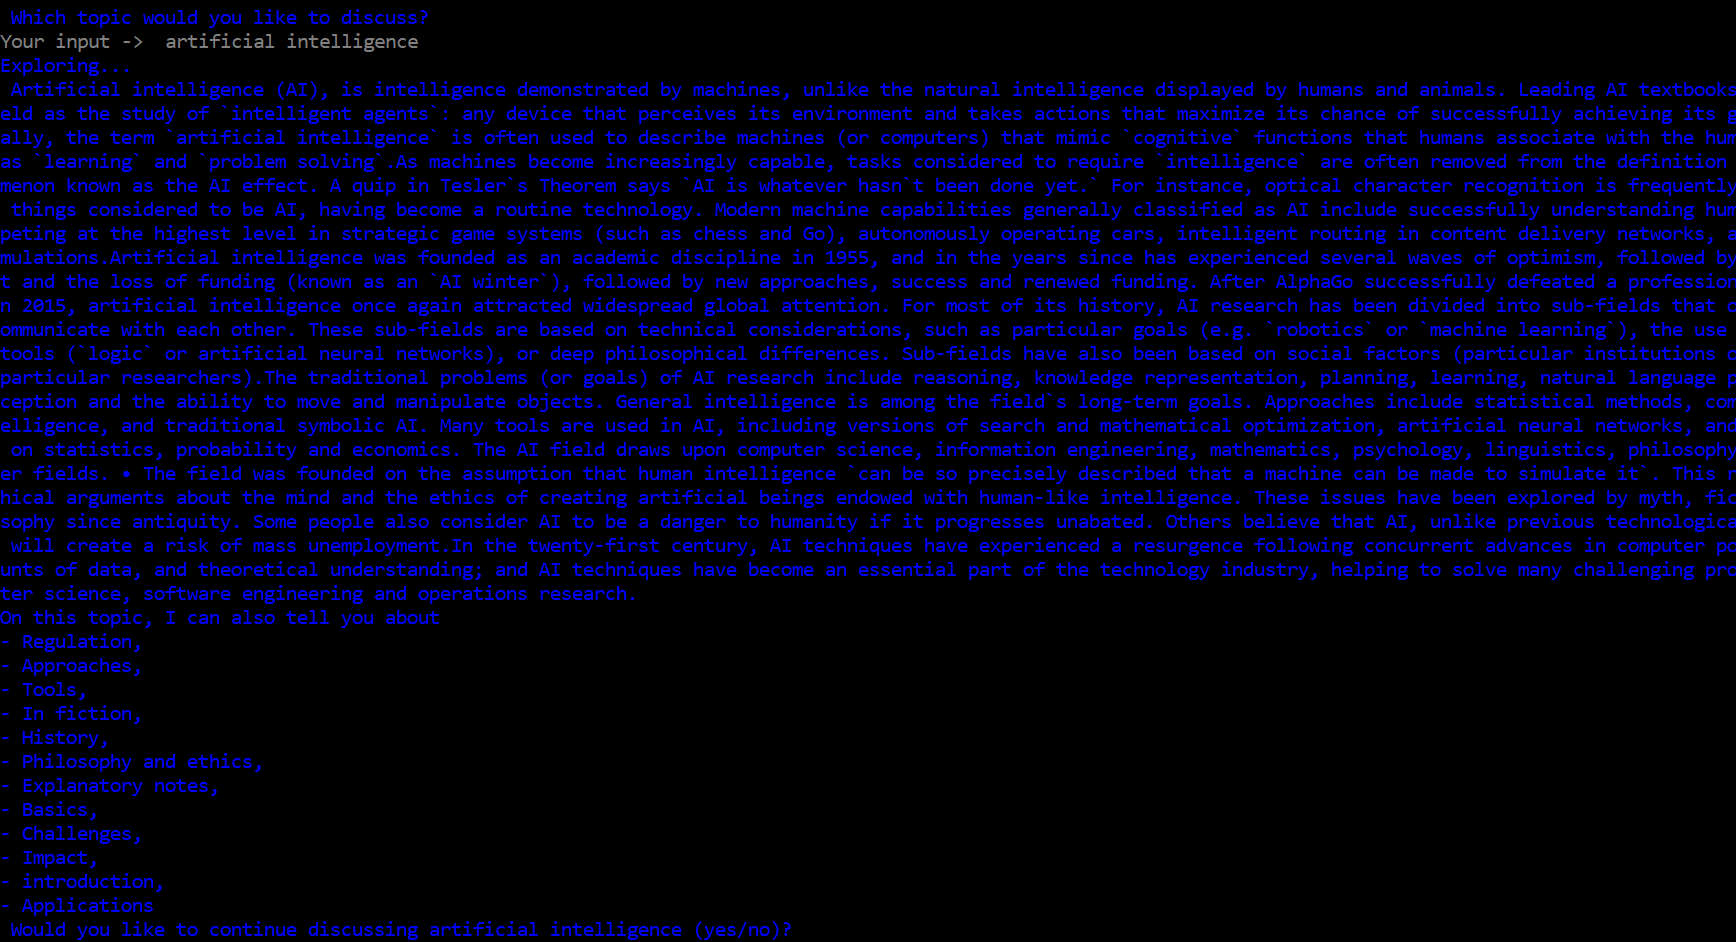 Which topic would you like to discuss?
Your input ->  artificial intelligence
Exploring...
Artificial intelligence (AI), is intelligence demonstrated by machines, unlike the natural intelligence displayed by humans and animals. Leading AI textbooks
eld as the study of `intelligent agents`: any device that perceives its environment and takes actions that maximize its chance of successfully achieving its g
ally, the term `artificial intelligence` is often used to describe machines (or computers) that mimic `cognitive` functions that humans associate with the hum
as `learning` and `problem solving`.As machines become increasingly capable, tasks considered to require `intelligence` are often removed from the definition
menon known as the AI effect. A quip in Tesler`s Theorem says `AI is whatever hasn`t been done yet.` For instance, optical character recognition is frequently
things considered to be AI, having become a routine technology. Modern machine capabilities generally classified as AI include successfully understanding hum
peting at the highest level in strategic game systems (such as chess and Go), autonomously operating cars, intelligent routing in content delivery networks, a
mulations.Artificial intelligence was founded as an academic discipline in 1955, and in the years since has experienced several waves of optimism, followed by
t and the loss of funding (known as an `AI winter`), followed by new approaches, success and renewed funding. After AlphaGo successfully defeated a profession
n 2015, artificial intelligence once again attracted widespread global attention. For most of its history, AI research has been divided into sub-fields that o
ommunicate with each other. These sub-fields are based on technical considerations, such as particular goals (e.g. `robotics` or `machine learning`), the use
tools (`logic` or artificial neural networks), or deep philosophical differences. Sub-fields have also been based on social factors (particular institutions o
particular researchers).The traditional problems (or goals) of AI research include reasoning, knowledge representation, planning, learning, natural language p
ception and the ability to move and manipulate objects. General intelligence is among the field`s long-term goals. Approaches include statistical methods, com
elligence, and traditional symbolic AI. Many tools are used in AI, including versions of search and mathematical optimization, artificial neural networks, and
on statistics, probability and economics. The AI field draws upon computer science, information engineering, mathematics, psychology, linguistics, philosophy
er fields. • The field was founded on the assumption that human intelligence `can be so precisely described that a machine can be made to simulate it`. This r
hical arguments about the mind and the ethics of creating artificial beings endowed with human-like intelligence. These issues have been explored by myth, fic
sophy since antiquity. Some people also consider AI to be a danger to humanity if it progresses unabated. Others believe that AI, unlike previous technologica
will create a risk of mass unemployment.In the twenty-first century, AI techniques have experienced a resurgence following concurrent advances in computer po
unts of data, and theoretical understanding; and AI techniques have become an essential part of the technology industry, helping to solve many challenging pro
ter science, software engineering and operations research.
On this topic, I can also tell you about
- Regulation,
- Approaches,
- Tools,
- In fiction,
- History,
- Philosophy and ethics,
- Explanatory notes,
- Basics,
- Challenges,
- Impact,
- introduction,
- Applications
Would you like to continue discussing artificial intelligence (yes/no)?